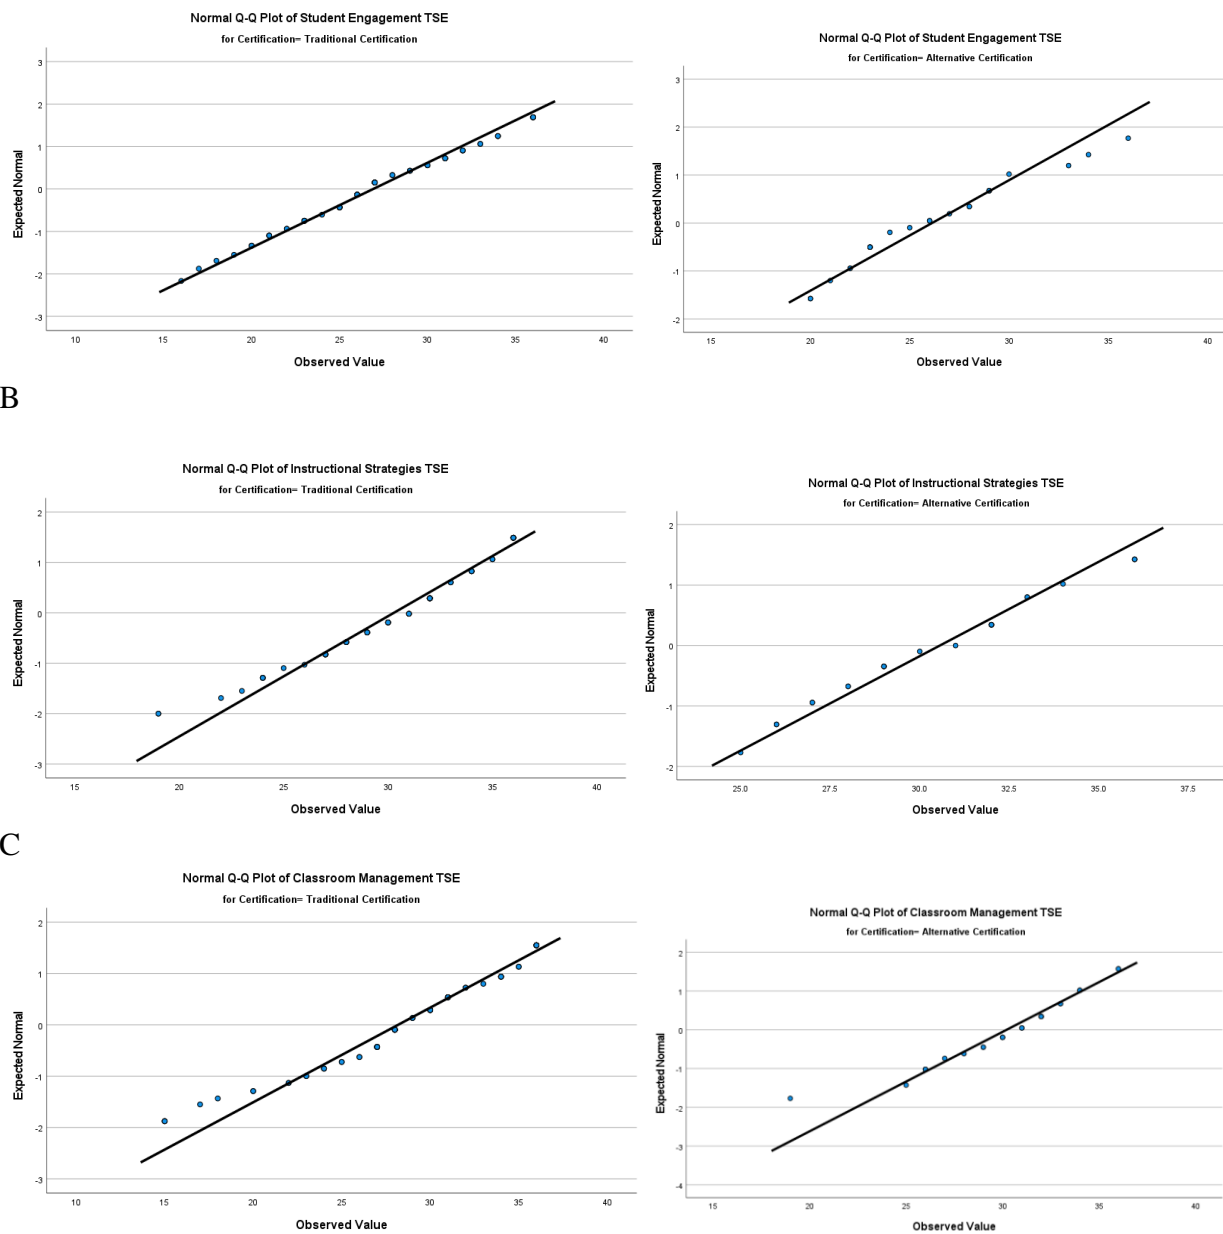 Normal Q-Q Plot of Student Engagement TSE
for Certification= Traditional Certification
3
2
1
0
-1
-2
-3
Expected Normal
10 15 20 25 30 35 40
Observed Value
Normal Q-Q Plot of Student Engagement TSE
for Certification= Alternative Certification
3
2
1
0
-1
-2
Expected Normal
15 20 25 30 35 40
Observed Value
B
Normal Q-Q Plot of Instructional Strategies TSE
for Certification= Traditional Certification
2
1
0
-1
-2
-3
Expected Normal
15 20 25 30 35 40
Observed Value
Normal Q-Q Plot of Instructional Strategies TSE
for Certification= Alternative Certification
2
1
0
-1
-2
Expected Normal
25.0 27.5 30.0 32.5 35.0 37.5
Observed Value
C
Normal Q-Q Plot of Classroom Management TSE
for Certification= Traditional Certification
2
1
0
-1
-2
-3
Expected Normal
10 15 20 25 30 35 40
Observed Value
Normal Q-Q Plot of Classroom Management TSE
for Certification= Alternative Certification
2
1
0
-1
-2
-3
-4
Expected Normal
15 20 25 30 35 40
Observed Value